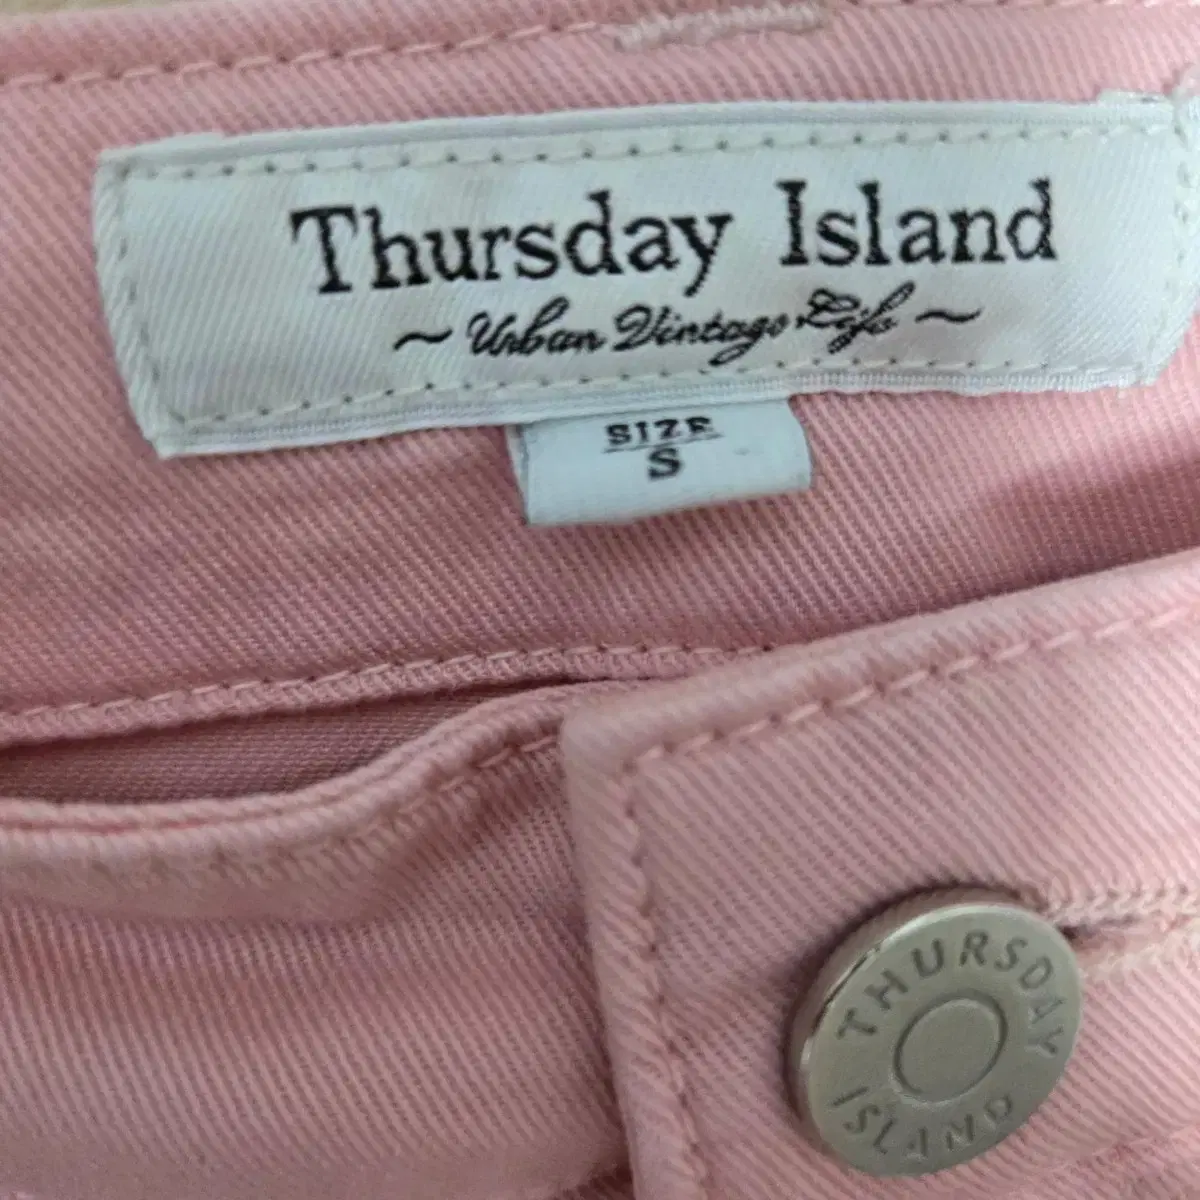 Thursday Island
~ Urban Vintage Life ~
SIZE
S
THURSDAY
ISLAND